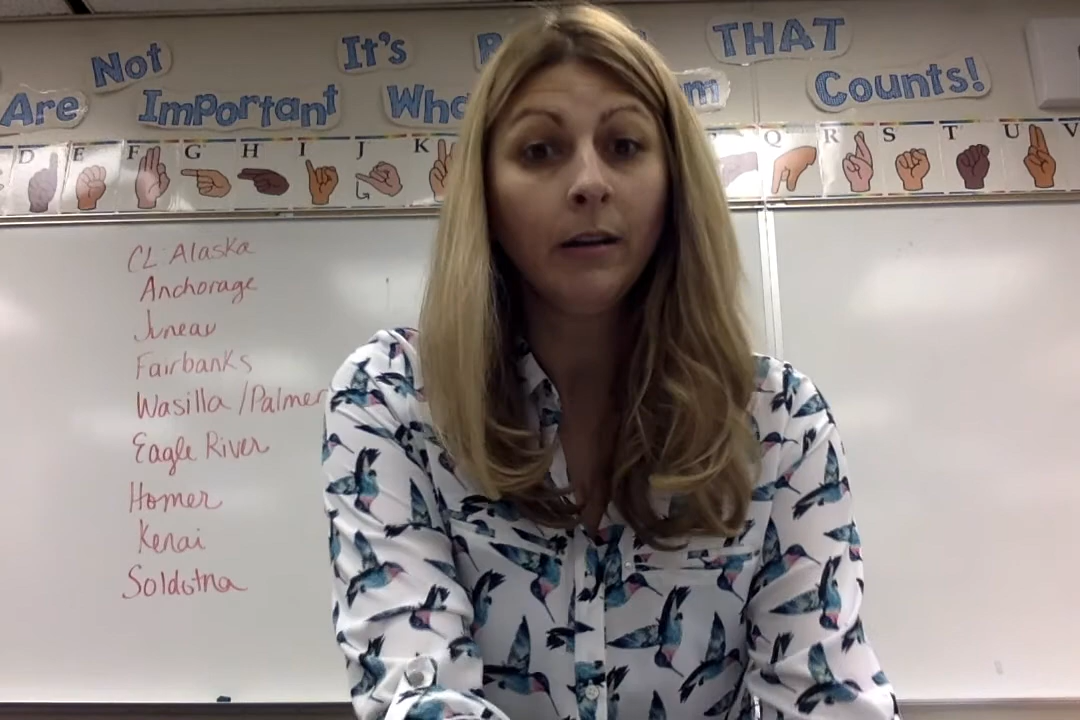 Not It's THAT
Are Important Counts!
D E F G H I J K Q R S T U V
CL: Alaska
Anchorage
Juneau
Fairbanks
Wasilla/Palmer
Eagle River
Homer
Kenai
Soldotna